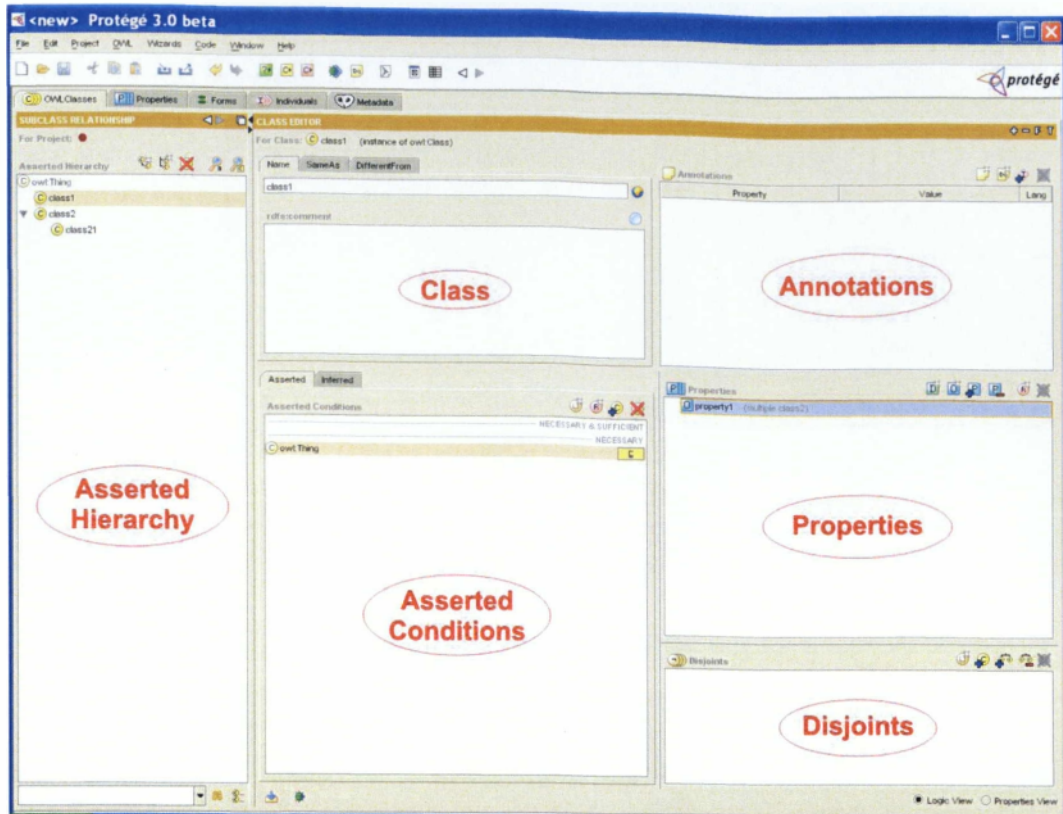 <new> Protégé 3.0 beta
File Edit Project OWL Wizards Code Window Help
protégé
OWLClasses Properties Forms Individuals Metadata
SUBCLASS RELATIONSHIP
CLASS EDITOR
For Project:
For Class: class1 (instance of owl:Class)
Asserted Hierarchy
Name SameAs DifferentFrom
Annotations
owl:Thing
class1
class2
class21
class1
rdfs:comment
Property Value Lang
Class
Annotations
Asserted Inferred
Asserted Conditions
NECESSARY & SUFFICIENT
NECESSARY
owl:Thing
Properties
property1 (multiple class2)
Asserted
Hierarchy
Asserted
Conditions
Properties
Disjoints
Disjoints
Logic View Properties View